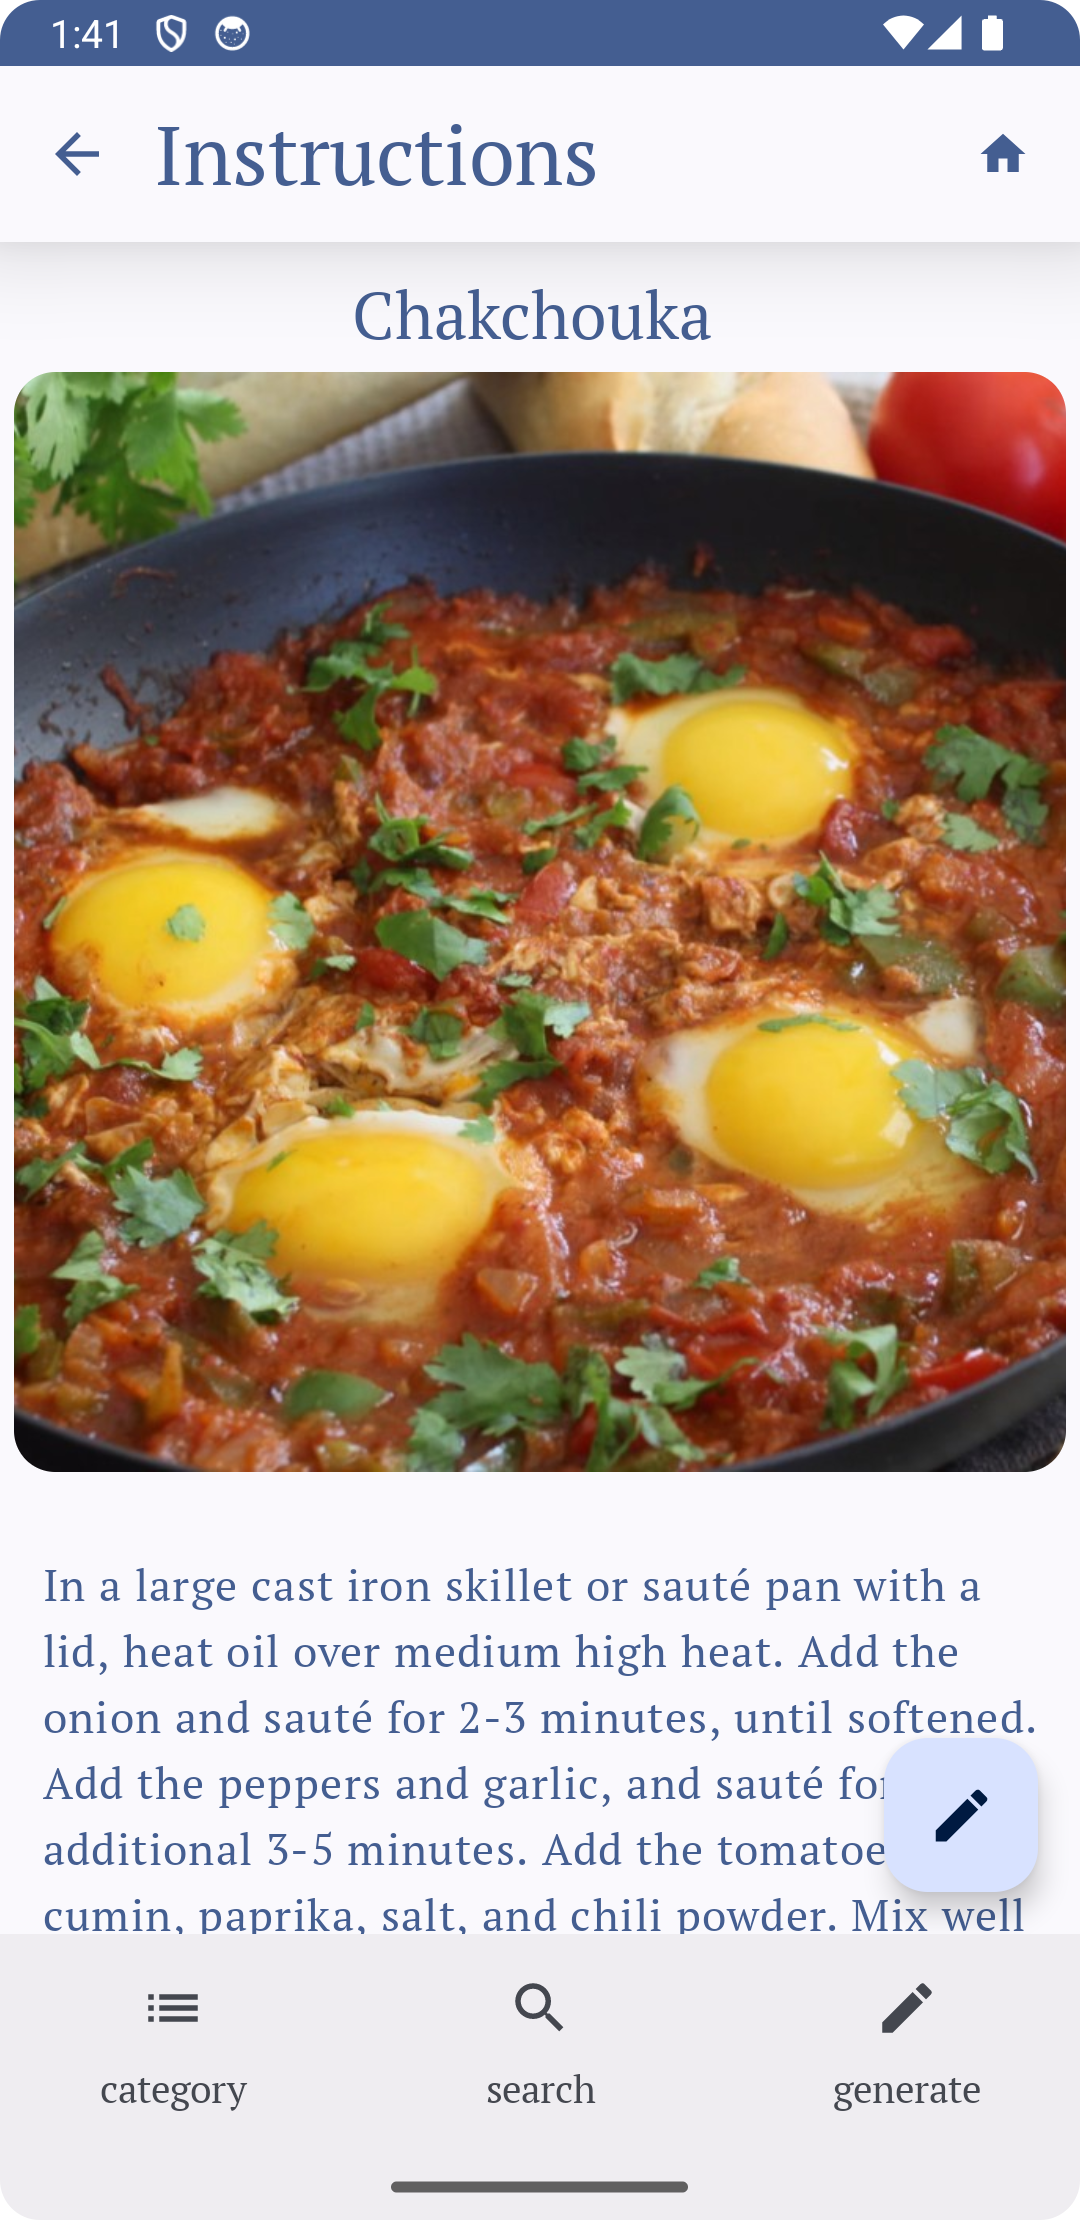 1:41
Instructions
Chakchouka
In a large cast iron skillet or sauté pan with a
lid, heat oil over medium high heat. Add the
onion and sauté for 2-3 minutes, until softened.
Add the peppers and garlic, and sauté for
additional 3-5 minutes. Add the tomatoe
cumin, paprika, salt, and chili powder. Mix well
category
search
generate